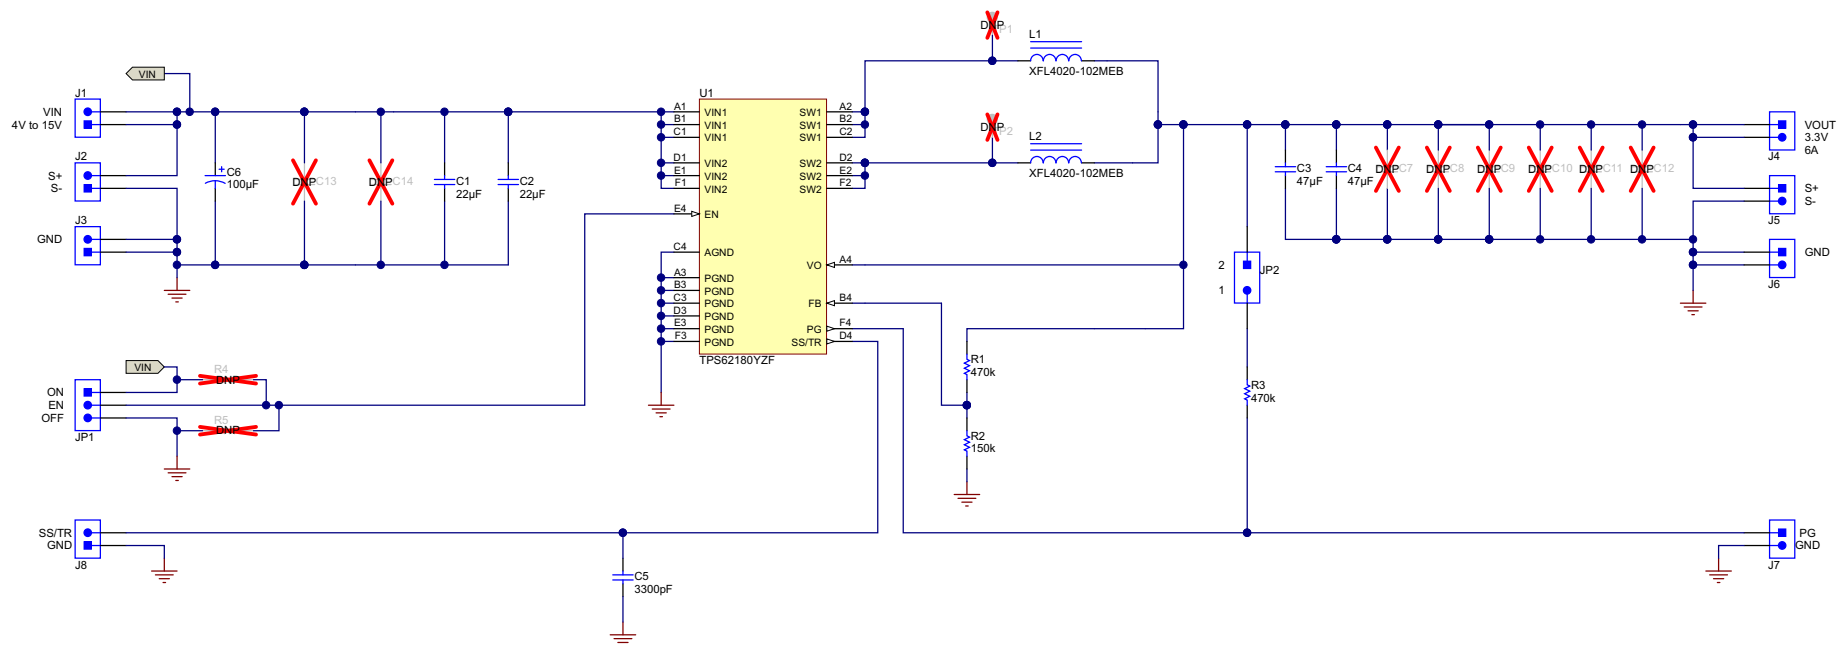 VIN
J1
VIN
4V to 15V
J2
S+
S-
J3
GND
+
C6
100µF
DNP C13
DNP C14
C1
22µF
C2
22µF
U1
A1 VIN1
B1 VIN1
C1 VIN1
D1 VIN2
E1 VIN2
F1 VIN2
E4 EN
C4 AGND
A3 PGND
B3 PGND
C3 PGND
D3 PGND
E3 PGND
F3 PGND
SW1 A2
SW1 B2
SW1 C2
SW2 D2
SW2 E2
SW2 F2
VO A4
FB B4
PG F4
SS/TR D4
TPS62180YZF
DNP P1
L1
XFL4020-102MEB
DNP P2
L2
XFL4020-102MEB
C3
47µF
C4
47µF
DNP C7
DNP C8
DNP C9
DNP C10
DNP C11
DNP C12
VOUT
3.3V
6A
J4
S+
S-
J5
GND
J6
2
JP2
1
R1
470k
R2
150k
R3
470k
VIN
R4
DNP
ON
EN
OFF
JP1
R5
DNP
SS/TR
GND
J8
C5
3300pF
PG
GND
J7